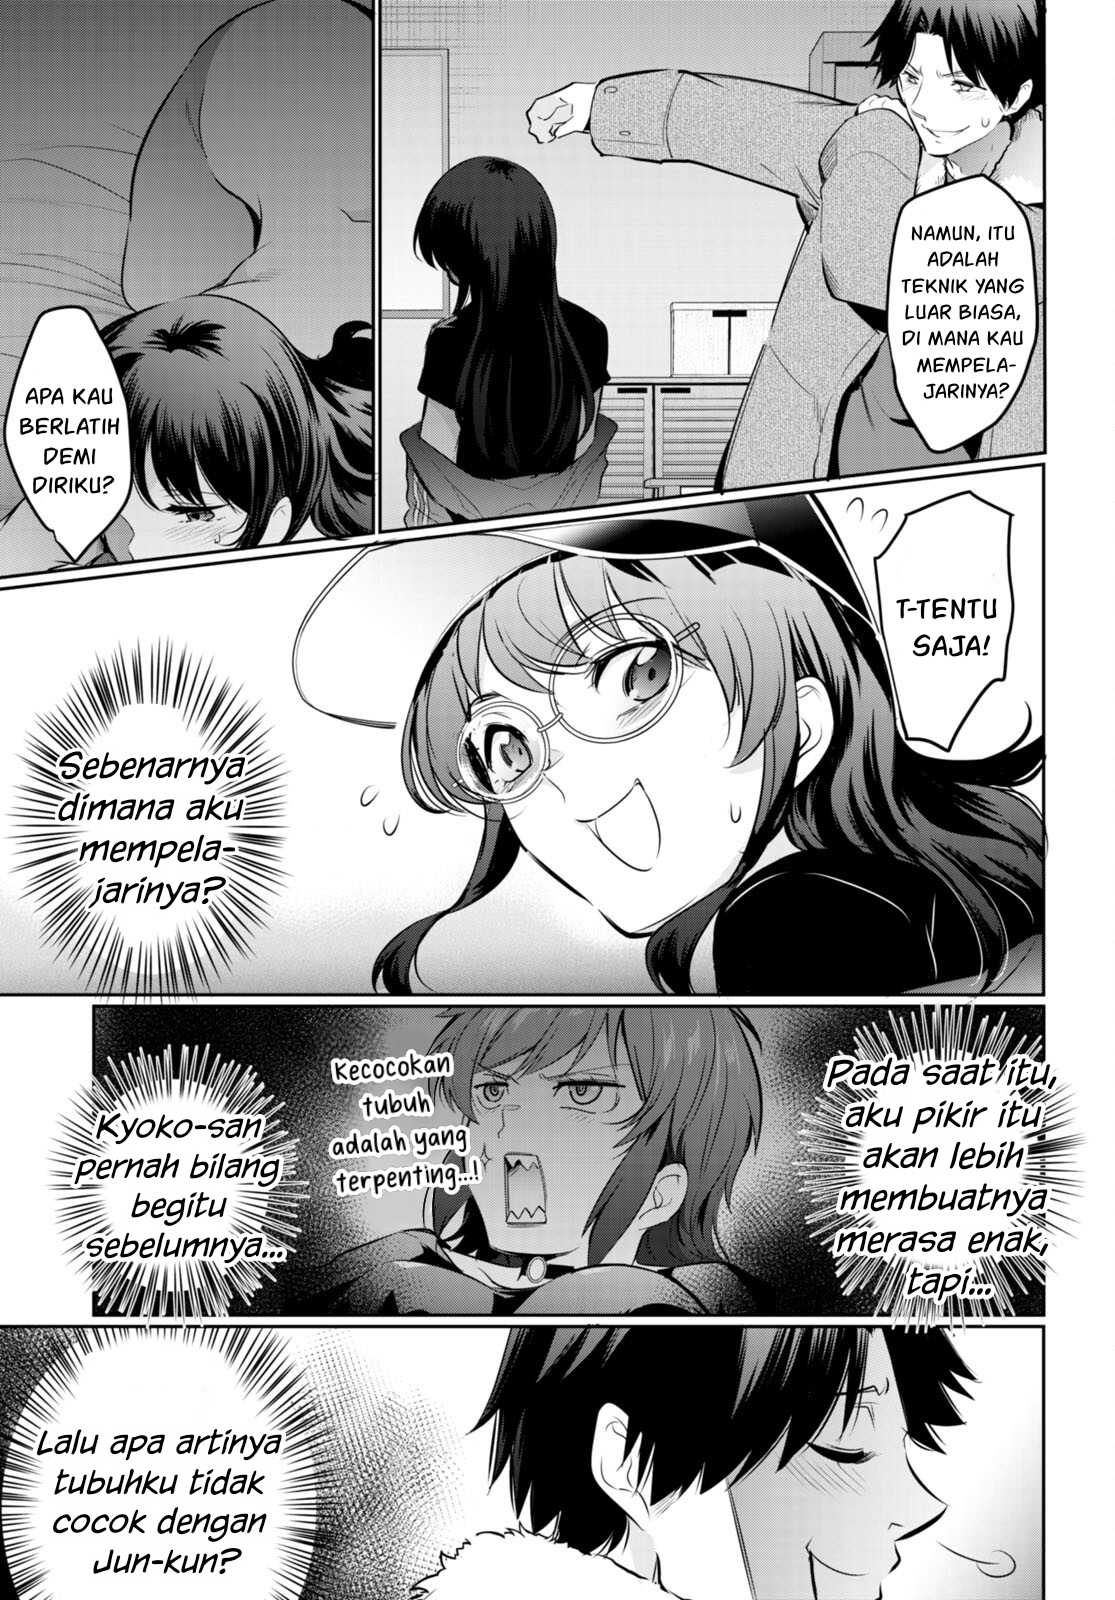 NAMUN, ITU
ADALAH
TEKNIK YANG
LUAR BIASA,
DI MANA KAU
MEMPELA-
JARINYA?
APA KAU
BERLATIH
DEMI
DIRIKU?
T-TENTU
SAJA!
Sebenarnya
dimana aku
mempela-
jarinya?
Pada saat itu,
aku pikir itu
akan lebih
membuatnya
merasa enak,
tapi...
Kecocokan
tubuh
adalah yang
terpenting...!
Kyoko-san
pernah bilang
begitu
sebelumnya...
Lalu apa artinya
tubuhku tidak
cocok dengan
Jun-kun?